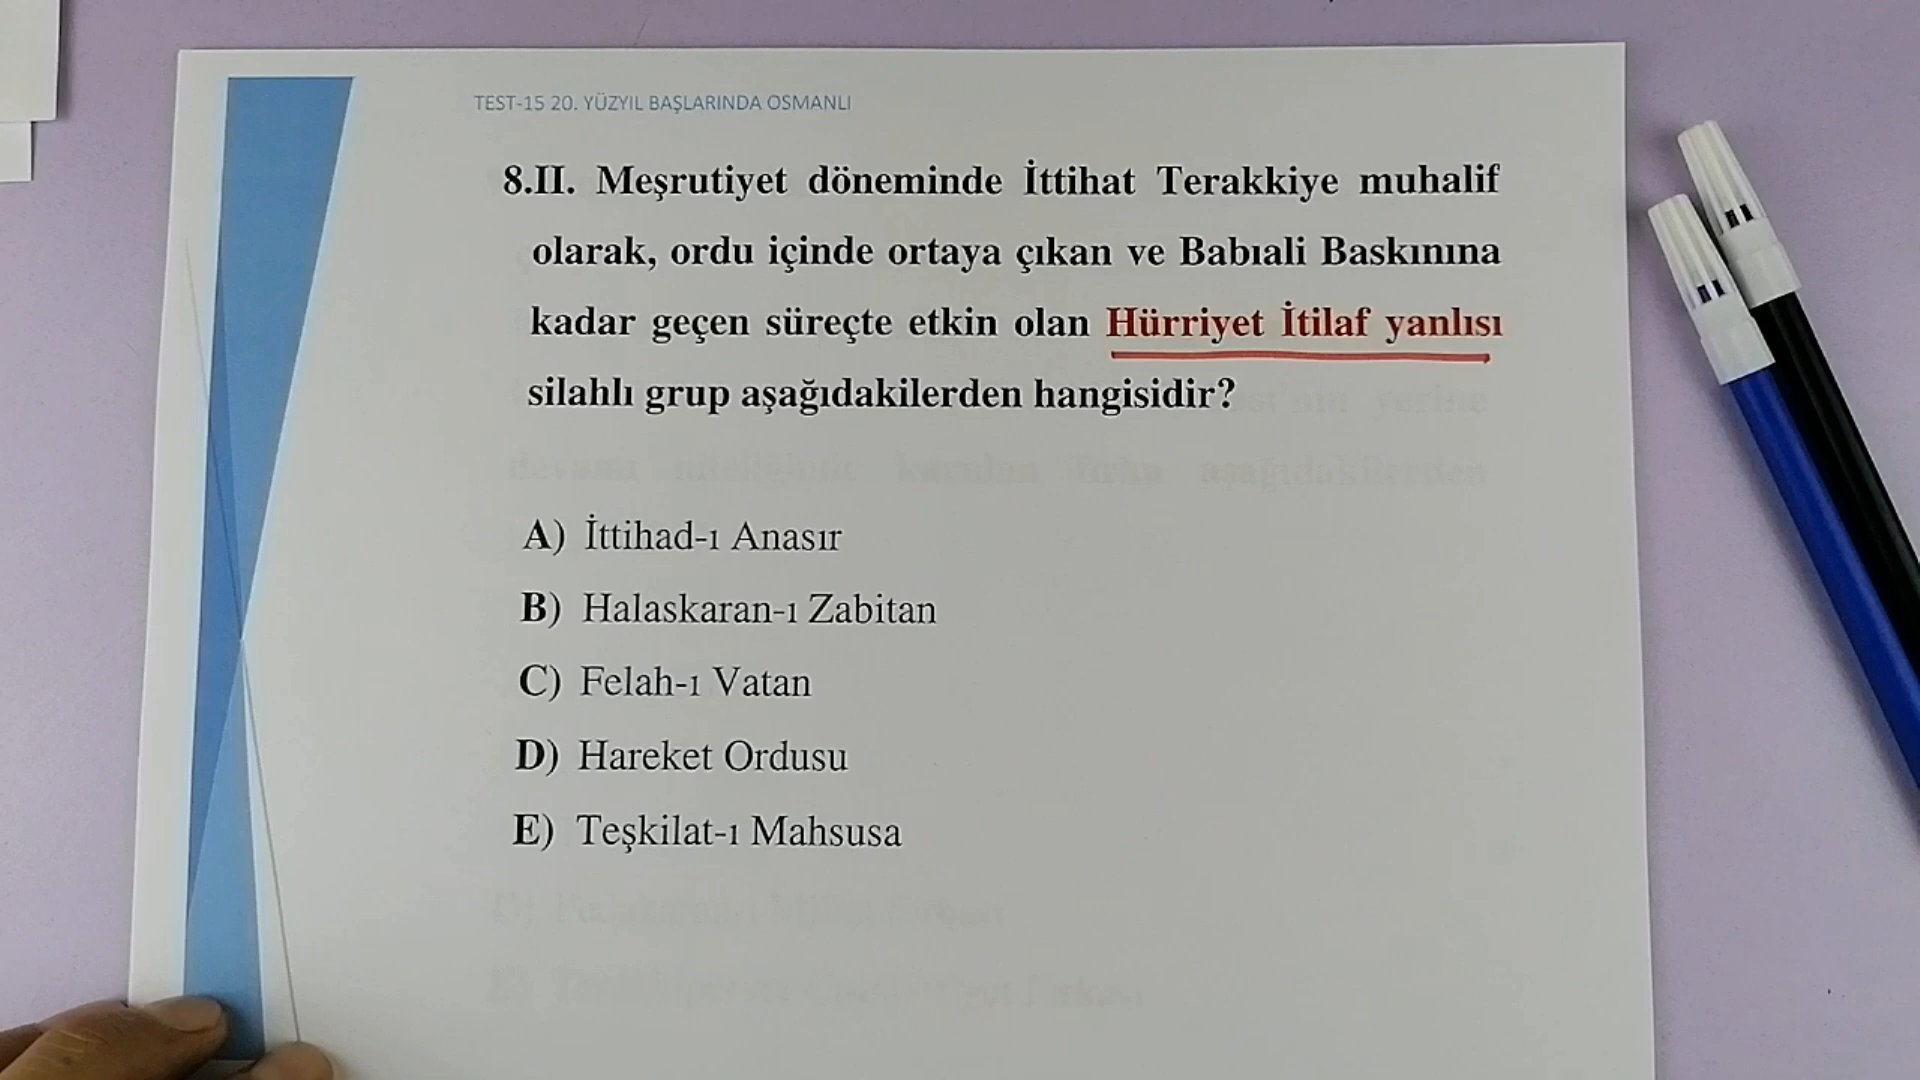 TEST-15 20. YÜZYIL BAŞLARINDA OSMANLI
8.II. Meşrutiyet döneminde İttihat Terakkiye muhalif
olarak, ordu içinde ortaya çıkan ve Babıali Baskınına
kadar geçen süreçte etkin olan Hürriyet İtilaf yanlısı
silahlı grup aşağıdakilerden hangisidir?
A) İttihad-ı Anasır
B) Halaskaran-ı Zabitan
C) Felah-ı Vatan
D) Hareket Ordusu
E) Teşkilat-ı Mahsusa